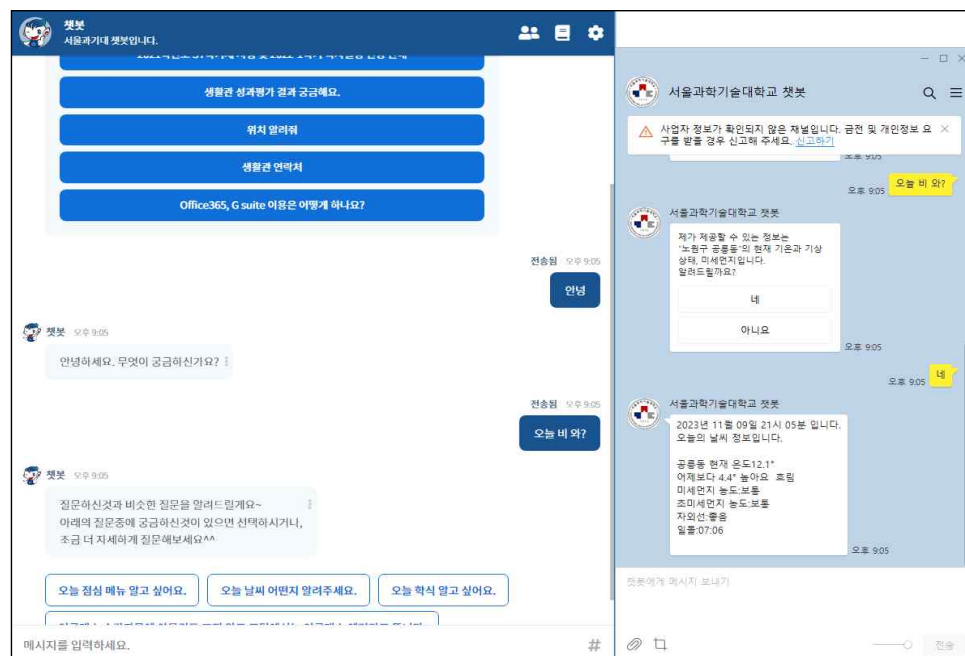 챗봇
서울과기대 챗봇입니다.
생활관 성과평가 결과 궁금해요.
위치 알려줘
생활관 연락처
Office365, G suite 이용은 어떻게 하나요?
전송됨 오후 9:05
안녕
챗봇 오후 9:05
안녕하세요. 무엇이 궁금하신가요?
전송됨 오후 9:05
오늘 비 와?
챗봇 오후 9:05
질문하신것과 비슷한 질문을 알려드릴게요~
아래의 질문중에 궁금하신것이 있으면 선택하시거나,
조금 더 자세하게 질문해보세요^^
오늘 점심 메뉴 알고 싶어요.
오늘 날씨 어떤지 알려주세요.
오늘 학식 알고 싶어요.
메시지를 입력하세요.
#
서울과학기술대학교 챗봇
사업자 정보가 확인되지 않은 채널입니다. 금전 및 개인정보 요
구를 받을 경우 신고해 주세요. 신고하기
오후 9:05
오후 9:05 오늘 비 와?
서울과학기술대학교 챗봇
제가 제공할 수 있는 정보는
'노원구 공릉동'의 현재 기온과 기상
상태, 미세먼지입니다.
알려드릴까요?
네
아니요
오후 9:05
오후 9:05 네
서울과학기술대학교 챗봇
2023년 11월 09일 21시 05분 입니다.
오늘의 날씨 정보입니다.
공릉동 현재 온도12.1°
어제보다 4.4° 높아요 흐림
미세먼지 농도:보통
초미세먼지 농도:보통
자외선:좋음
일몰:07:06
오후 9:05
챗봇에게 메시지 보내기
전송